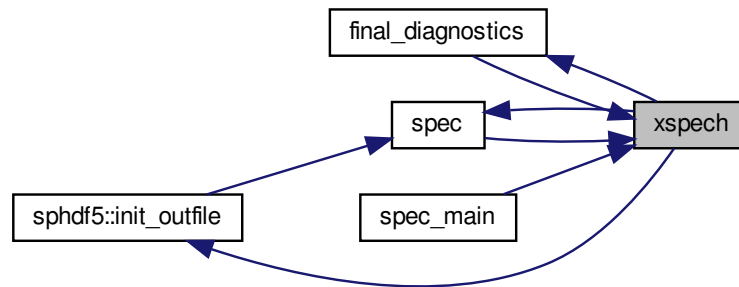 final_diagnostics
spec
xspech
sphdf5::init_outfile
spec_main